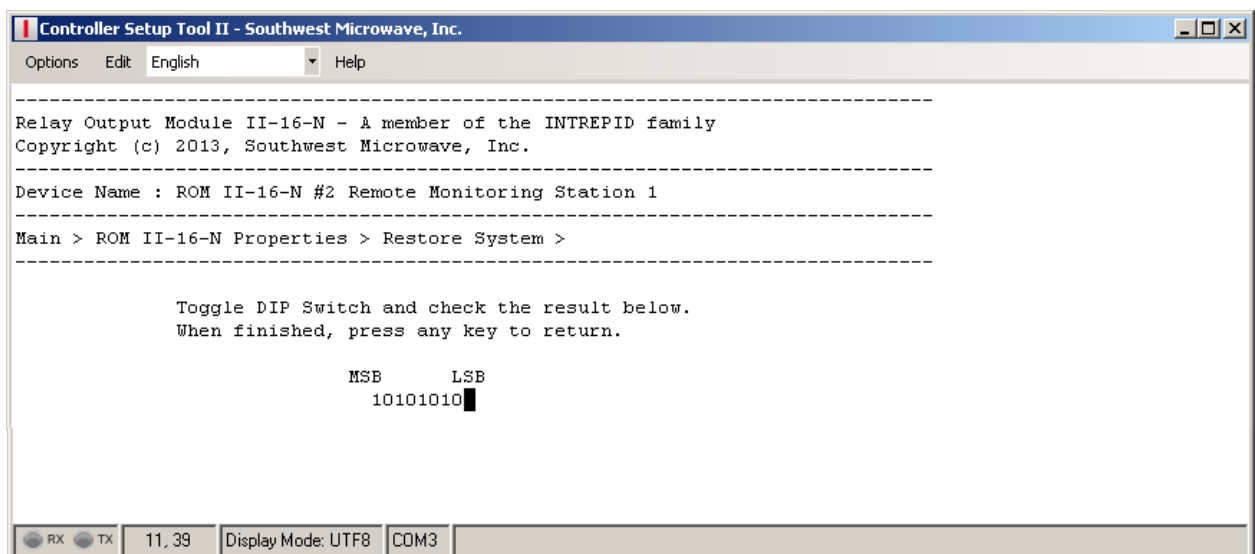 Controller Setup Tool II - Southwest Microwave, Inc.
Options Edit English Help
--------------------------------------------------------------------------------
Relay Output Module II-16-N - A member of the INTREPID family
Copyright (c) 2013, Southwest Microwave, Inc.
--------------------------------------------------------------------------------
Device Name : ROM II-16-N #2 Remote Monitoring Station 1
--------------------------------------------------------------------------------
Main > ROM II-16-N Properties > Restore System >
--------------------------------------------------------------------------------
Toggle DIP Switch and check the result below.
When finished, press any key to return.
MSB LSB
10101010
RX TX 11, 39 Display Mode: UTF8 COM3